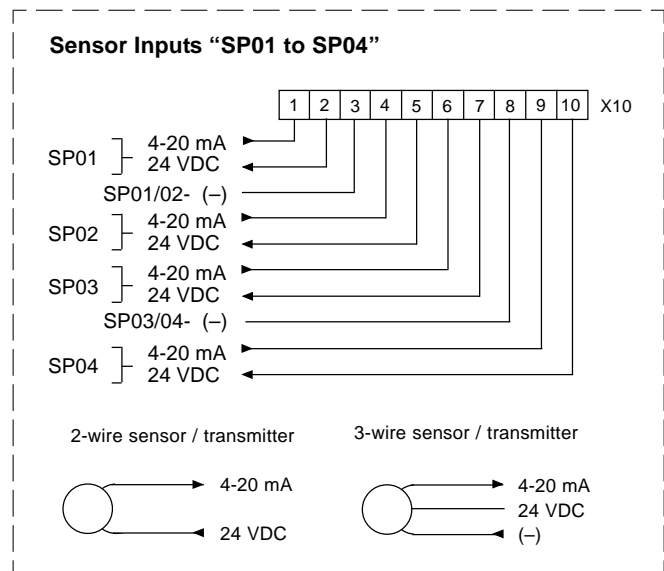 Sensor Inputs “SP01 to SP04”
1 2 3 4 5 6 7 8 9 10 X10
SP01 4-20 mA
24 VDC
SP01/02- (–)
SP02 4-20 mA
24 VDC
SP03 4-20 mA
24 VDC
SP03/04- (–)
SP04 4-20 mA
24 VDC
2-wire sensor / transmitter
4-20 mA
24 VDC
3-wire sensor / transmitter
4-20 mA
24 VDC
(–)